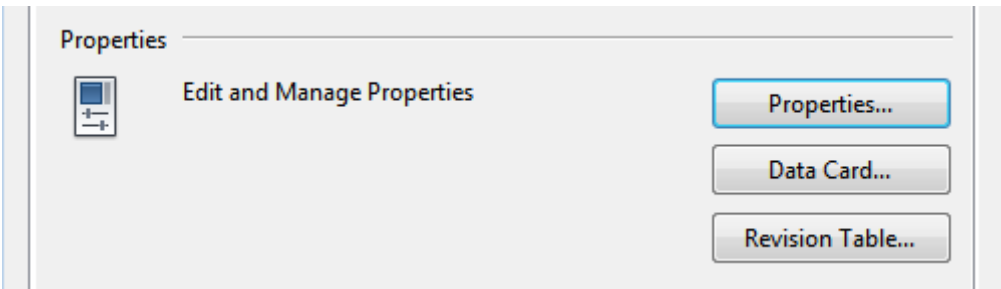 Properties
Edit and Manage Properties
Properties...
Data Card...
Revision Table...